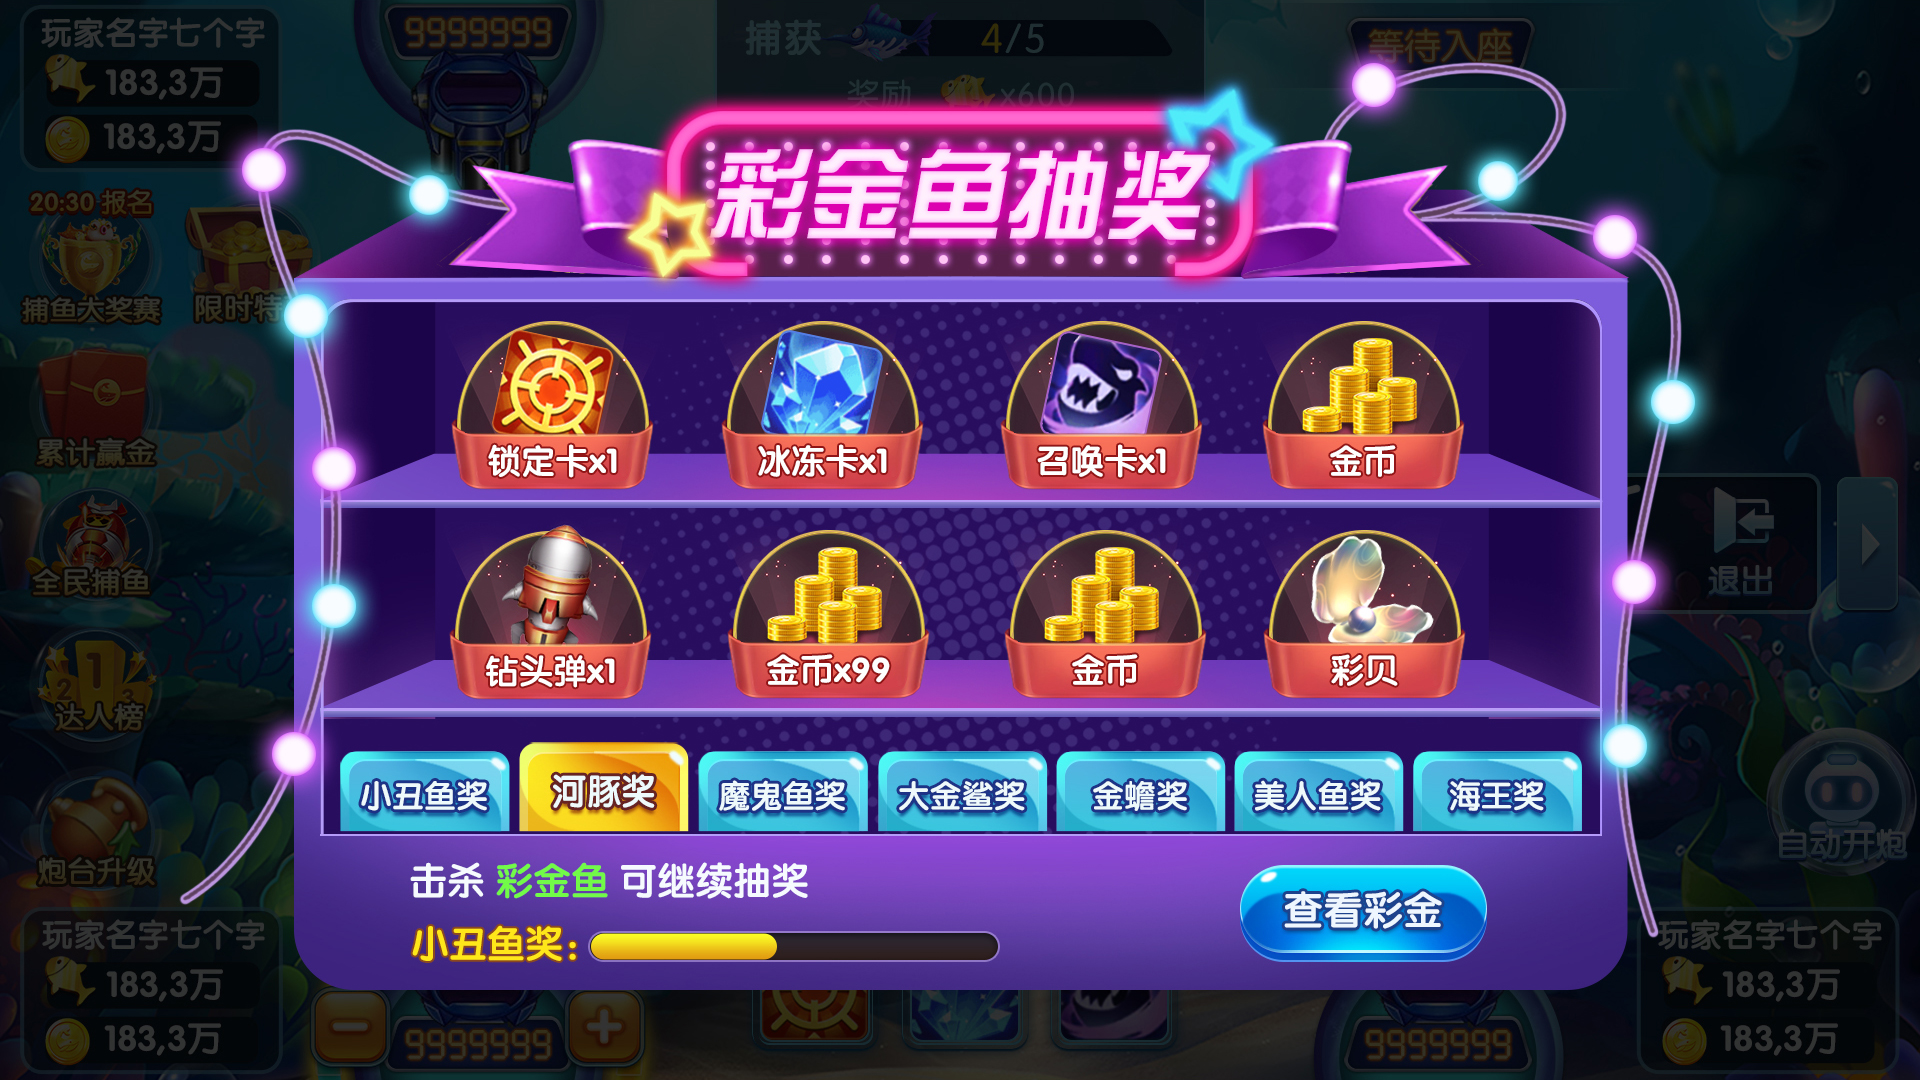 玩家名字七个字
183,3万
183,3万
9999999
捕获
4/5
奖励
x600
等待入座
彩金鱼抽奖
20:30 报名
捕鱼大奖赛
限时特
累计赢金
全民捕鱼
达人榜
炮台升级
锁定卡x1
冰冻卡x1
召唤卡x1
金币
钻头弹x1
金币x99
金币
彩贝
小丑鱼奖
河豚奖
魔鬼鱼奖
大金鲨奖
金蟾奖
美人鱼奖
海王奖
击杀 彩金鱼 可继续抽奖
小丑鱼奖:
查看彩金
退出
自动开炮
玩家名字七个字
183,3万
183,3万
9999999
9999999
玩家名字七个字
183,3万
183,3万